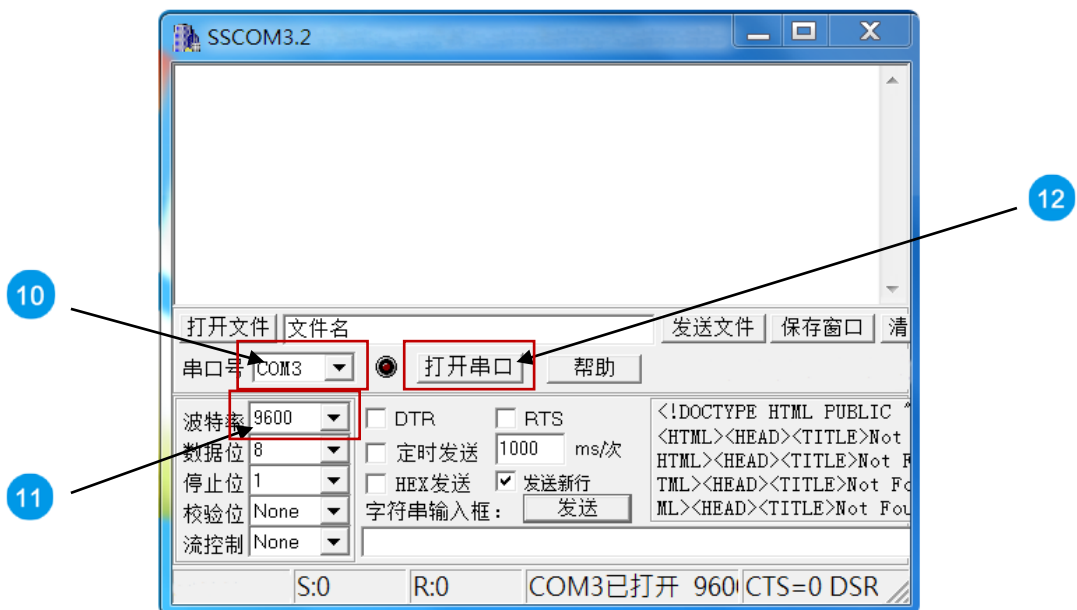 SSCOM3.2
12
10
打开文件 文件名 发送文件 保存窗口 清
串口号 COM3 打开串口 帮助
波特率 9600 DTR RTS <!DOCTYPE HTML PUBLIC "
数据位 8 定时发送 1000 ms/次 <HTML><HEAD><TITLE>Not
HTML><HEAD><TITLE>Not F
停止位 1 HEX发送 发送新行 TML><HEAD><TITLE>Not Fo
11
校验位 None 字符串输入框： 发送 ML><HEAD><TITLE>Not Fou
流控制 None
S:0 R:0 COM3已打开 960 CTS=0 DSR